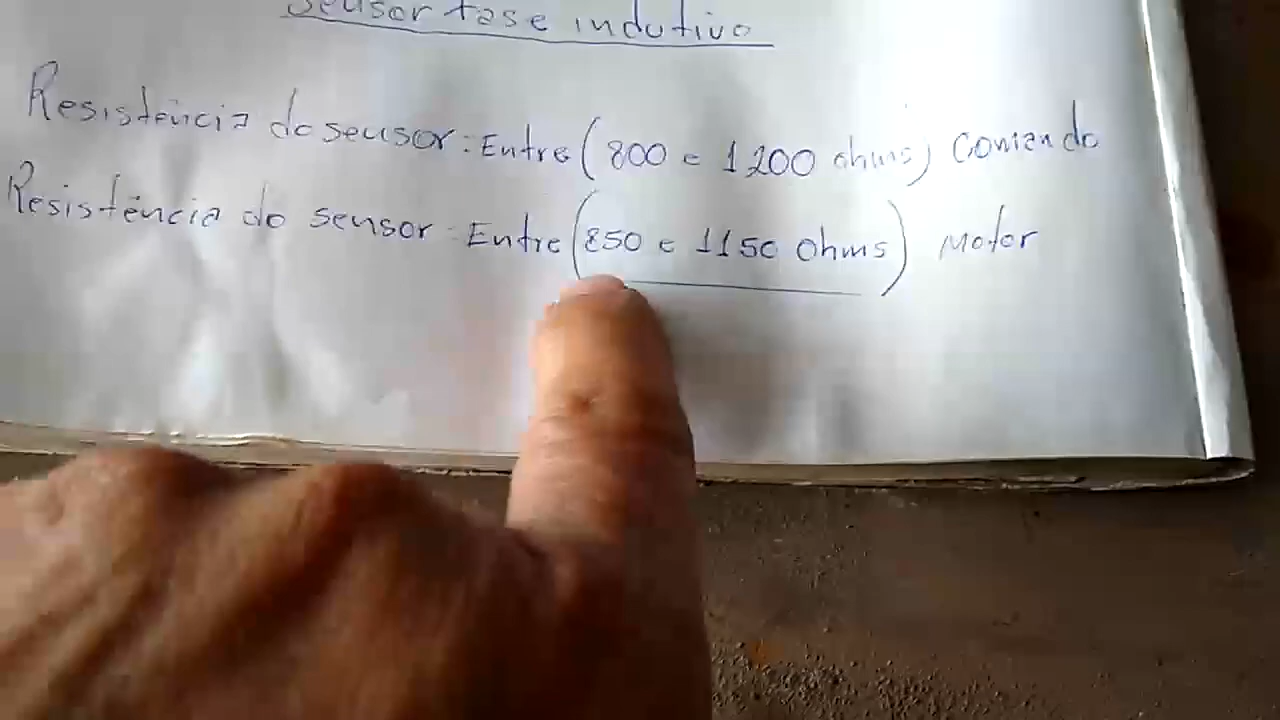 Sensor fase indutivo
Resistência do sensor: Entre (800 e 1200 ohms) Comando
Resistência do sensor: Entre (850 e 1150 Ohms) Motor